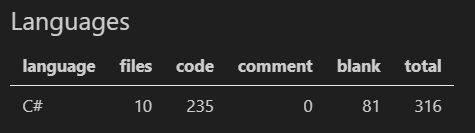 Languages
language files code comment blank total
C# 10 235 0 81 316